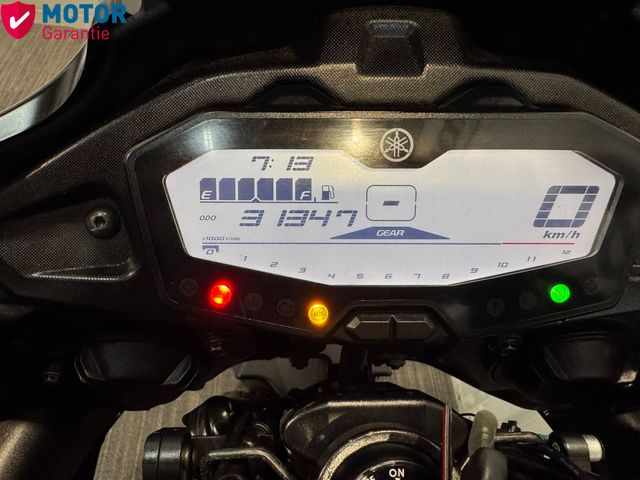 MOTOR
Garantie
7:13
E F
ODO 31347
-
0
km/h
GEAR
x1000 r/min
0 1 2 3 4 5 6 7 8 9 10 11 12
ABS
N
ON